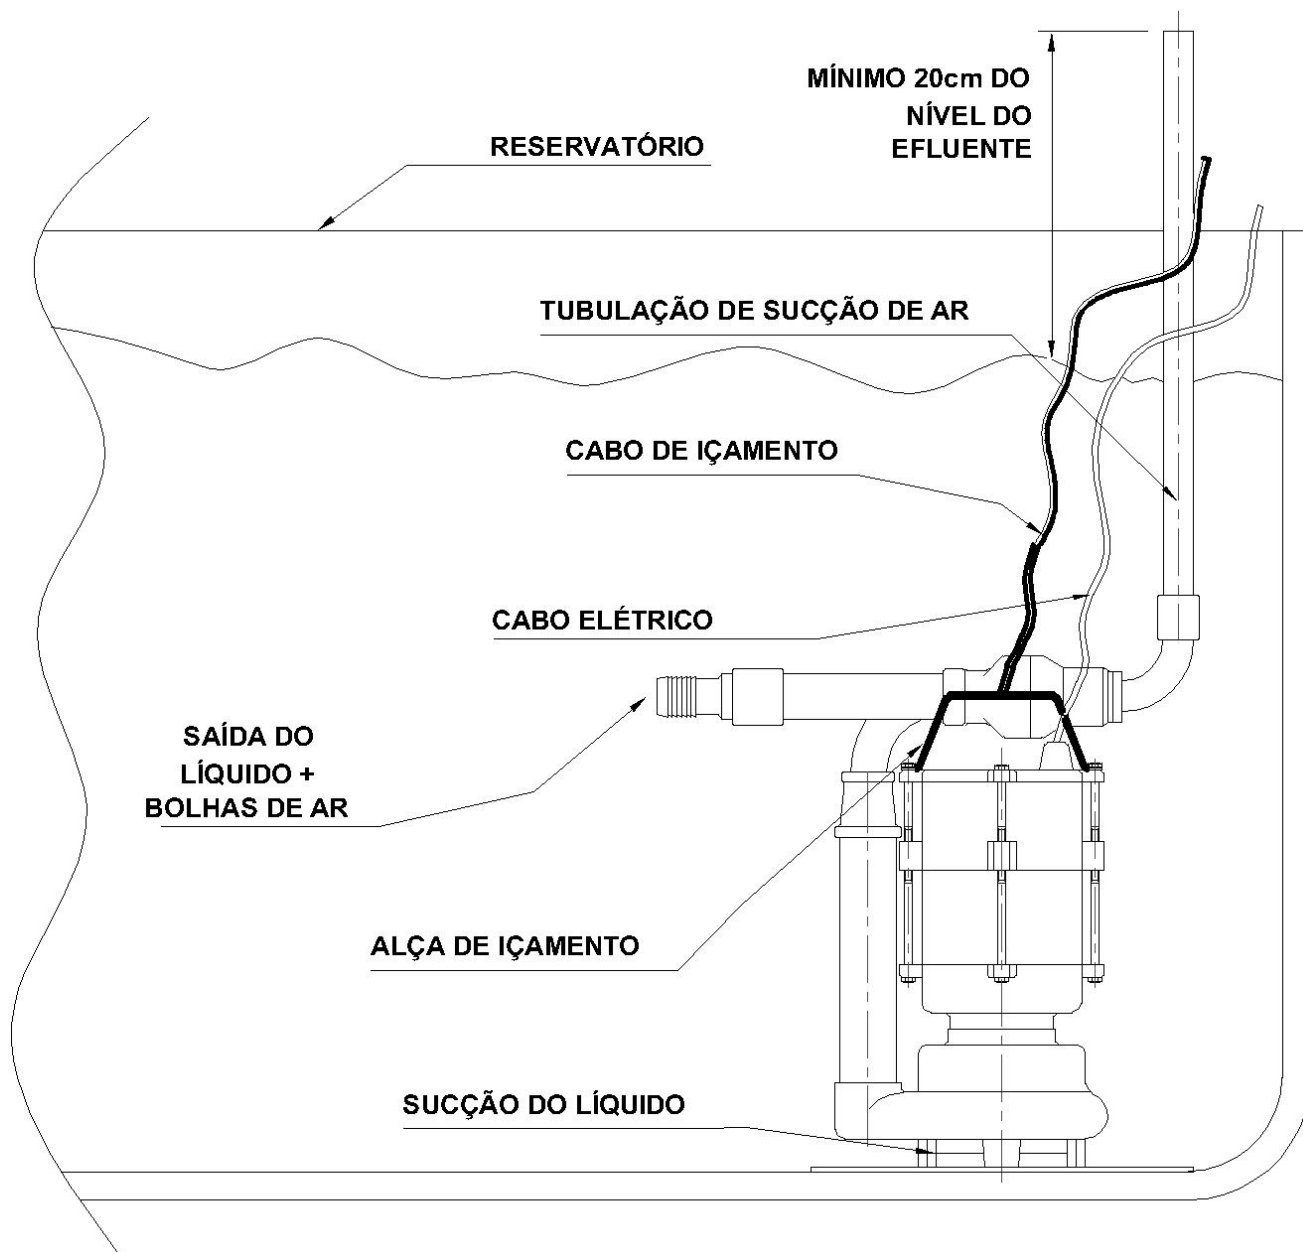 MÍNIMO 20cm DO
NÍVEL DO
EFLUENTE
RESERVATÓRIO
TUBULAÇÃO DE SUCÇÃO DE AR
CABO DE IÇAMENTO
CABO ELÉTRICO
SAÍDA DO
LÍQUIDO +
BOLHAS DE AR
ALÇA DE IÇAMENTO
SUCÇÃO DO LÍQUIDO